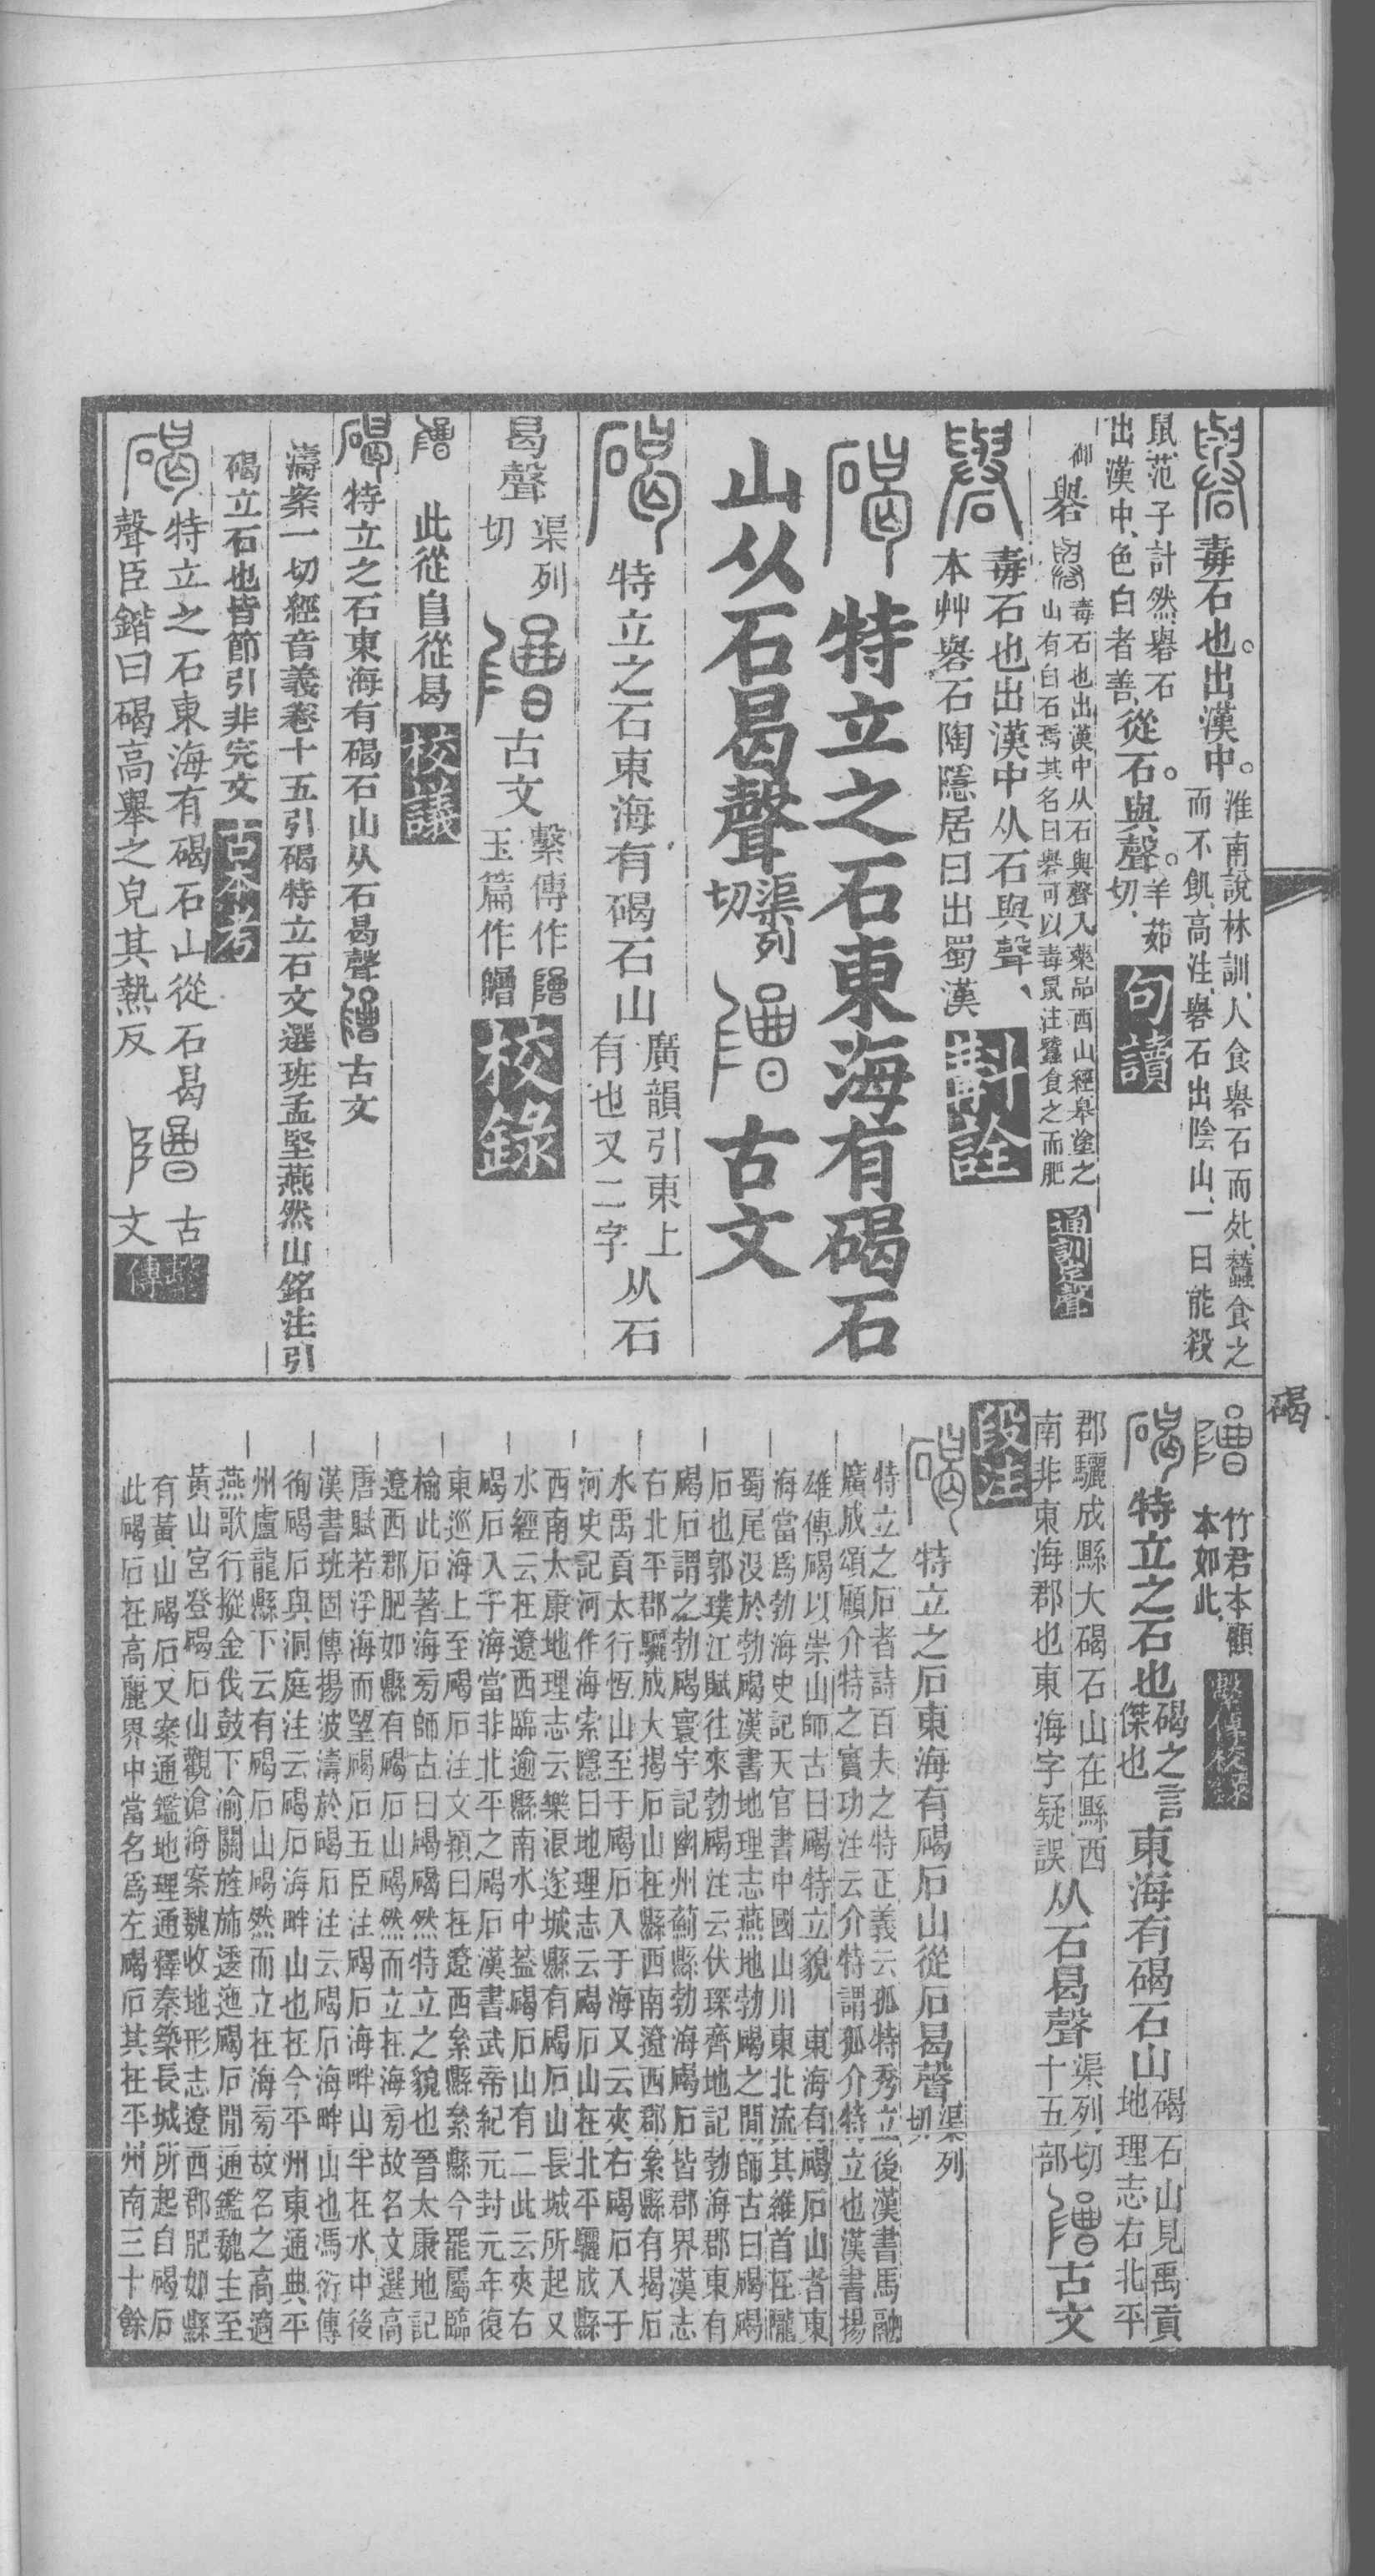 礜 毒石也。出漢中。淮南說林訓、人食礜石而死、蠶食之
而不飢、高注、礜石出陰山、一曰能殺
鼠、范子計然、礜石
出漢中、色白者善、從石。與聲。羊茹
切、
句讀
御
礜 礜 毒石也出漢中从石與聲入藥品西山經皋塗之
山有白石焉其名曰礜可以毒鼠注蠶食之而肥
通訓定聲
礜 毒石也出漢中从石與聲、
本艸礜石陶隱居曰出蜀漢
斠詮
碣 特立之石東海有碣石
山从石曷聲渠列
切 古文
碣 特立之石東海有碣石山廣韻引東上
有也又二字从石
曷聲渠列
切 古文繫傳作
玉篇作
校錄
此從𨸏從曷
校議
碣 特立之石東海有碣石山从石曷聲 古文
濤案一切經音義卷十五引碣特立石文選班孟堅燕然山銘注引
碣立石也皆節引非完文
古本考
碣 特立之石東海有碣石山從石曷
聲臣鍇曰碣高舉之皃其熱反 古
文
繫傳
碣
竹君本顧
本如此、
繫傳校錄
碣 特立之石也碣之言
傑也東海有碣石山碣石山見禹貢
地理志右北平
郡驪成縣大碣石山在縣西
南非東海郡也東海字疑誤从石曷聲渠列切
十五部 古文
段注
碣 特立之石東海有碣石山從石曷聲渠列
切
特立之石者詩百夫之特正義云孤特秀立後漢書馬融
廣成頌顧介特之實功注云介特謂孤介特立也漢書揚
雄傳碣以崇山師古曰碣特立貌 東海有碣石山者東
海當爲勃海史記天官書中國山川東北流其維首在隴
蜀尾沒於勃碣漢書地理志燕地勃碣之閒師古曰碣碣
石也郭璞江賦往來勃碣注云伏琛齊地記勃海郡東有
碣石謂之勃碣寰宇記幽州薊縣勃海碣石皆郡界漢志
右北平郡驪成大揭石山在縣西南遼西郡絫縣有揭石
水禹貢太行恆山至于碣石入于海又云夾右碣石入于
河史記河作海索隱曰地理志云碣石山在北平驪成縣
西南太康地理志云樂浪遂城縣有碣石山長城所起又
水經云在遼西臨逾縣南水中蓋碣石山有二此云夾右
碣石入于海當非北平之碣石漢書武帝紀元封元年復
東巡海上至碣石注文穎曰在遼西絫縣絫縣今罷屬臨
榆此石著海旁師古曰碣碣然特立之貌也晉太康地記
遼西郡肥如縣有碣石山碣然而立在海旁故名文選高
唐賦若浮海而望碣石五臣注碣石海畔山半在水中後
漢書班固傳揚波濤於碣石注云碣石海畔山也馮衍傳
徇碣石與洞庭注云碣石海畔山也在今平州東通典平
州盧龍縣下云有碣石山碣然而立在海旁故名之高適
燕歌行摐金伐鼓下渝關旌旆逶迤碣石閒通鑑魏主至
黃山宮登碣石山觀滄海案魏收地形志遼西郡肥如縣
有黃山碣石又案通鑑地理通釋秦築長城所起自碣石
此碣石在高麗界中當名爲左碣石其在平州南三十餘